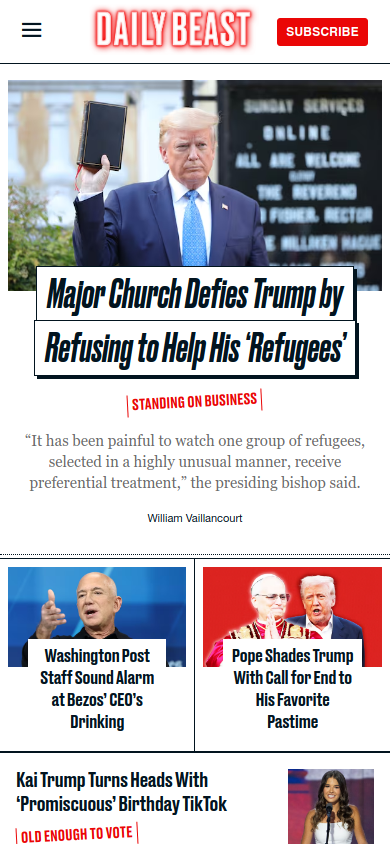 DAILY BEAST
SUBSCRIBE
SUNDAY SERVICES
ONLINE
ALL ARE WELCOME
THE REVEREND
FISHER, RECTOR
Major Church Defies Trump by
Refusing to Help His ‘Refugees’
STANDING ON BUSINESS
“It has been painful to watch one group of refugees,
selected in a highly unusual manner, receive
preferential treatment,” the presiding bishop said.
William Vaillancourt
Washington Post
Staff Sound Alarm
at Bezos’ CEO’s
Drinking
Pope Shades Trump
With Call for End to
His Favorite
Pastime
Kai Trump Turns Heads With
‘Promiscuous’ Birthday TikTok
OLD ENOUGH TO VOTE